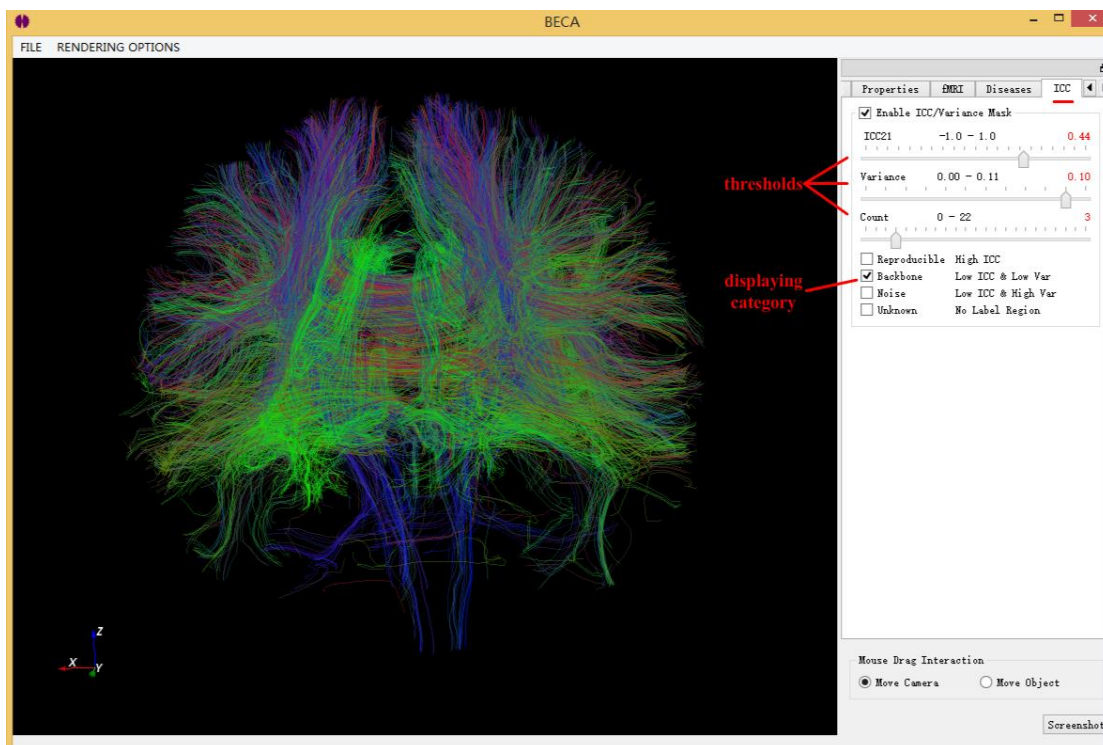 BECA
FILE RENDERING OPTIONS
Properties fMRI Diseases ICC
Enable ICC/Variance Mask
ICC21 -1.0 - 1.0 0.44
thresholds
Variance 0.00 - 0.11 0.10
Count 0 - 22 3
Reproducible High ICC
displaying category
Backbone Low ICC & Low Var
Noise Low ICC & High Var
Unknown No Label Region
Z
X
Y
Mouse Drag Interaction
Move Camera Move Object
Screenshot